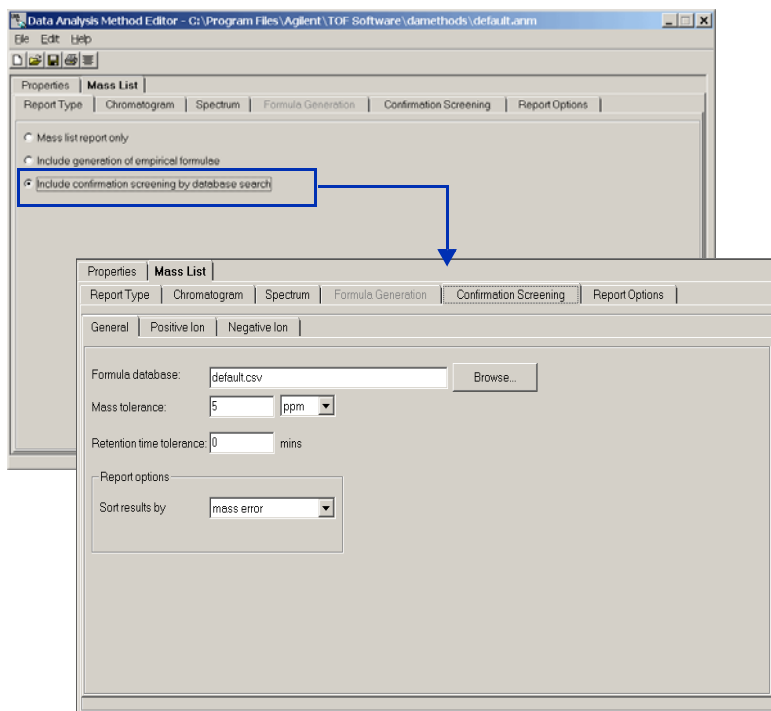 Data Analysis Method Editor - C:\Program Files\Agilent\TOF Software\damethods\default.anm
File Edit Help
Properties Mass List
Report Type Chromatogram Spectrum Formula Generation Confirmation Screening Report Options
Mass list report only
Include generation of empirical formulae
Include confirmation screening by database search
Properties Mass List
Report Type Chromatogram Spectrum Formula Generation Confirmation Screening Report Options
General Positive Ion Negative Ion
Formula database: default.csv Browse...
Mass tolerance: 5 ppm
Retention time tolerance: 0 mins
Report options
Sort results by mass error